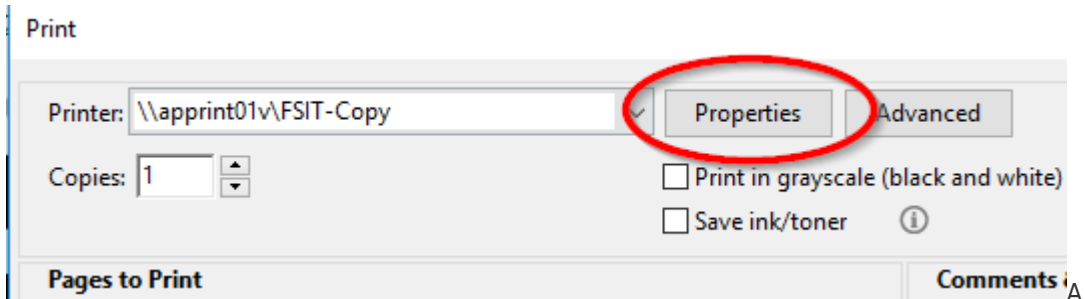 Print
Printer: \\apprint01v\FSIT-Copy Properties Advanced
Copies: 1 Print in grayscale (black and white)
Save ink/toner
Pages to Print Comments
A